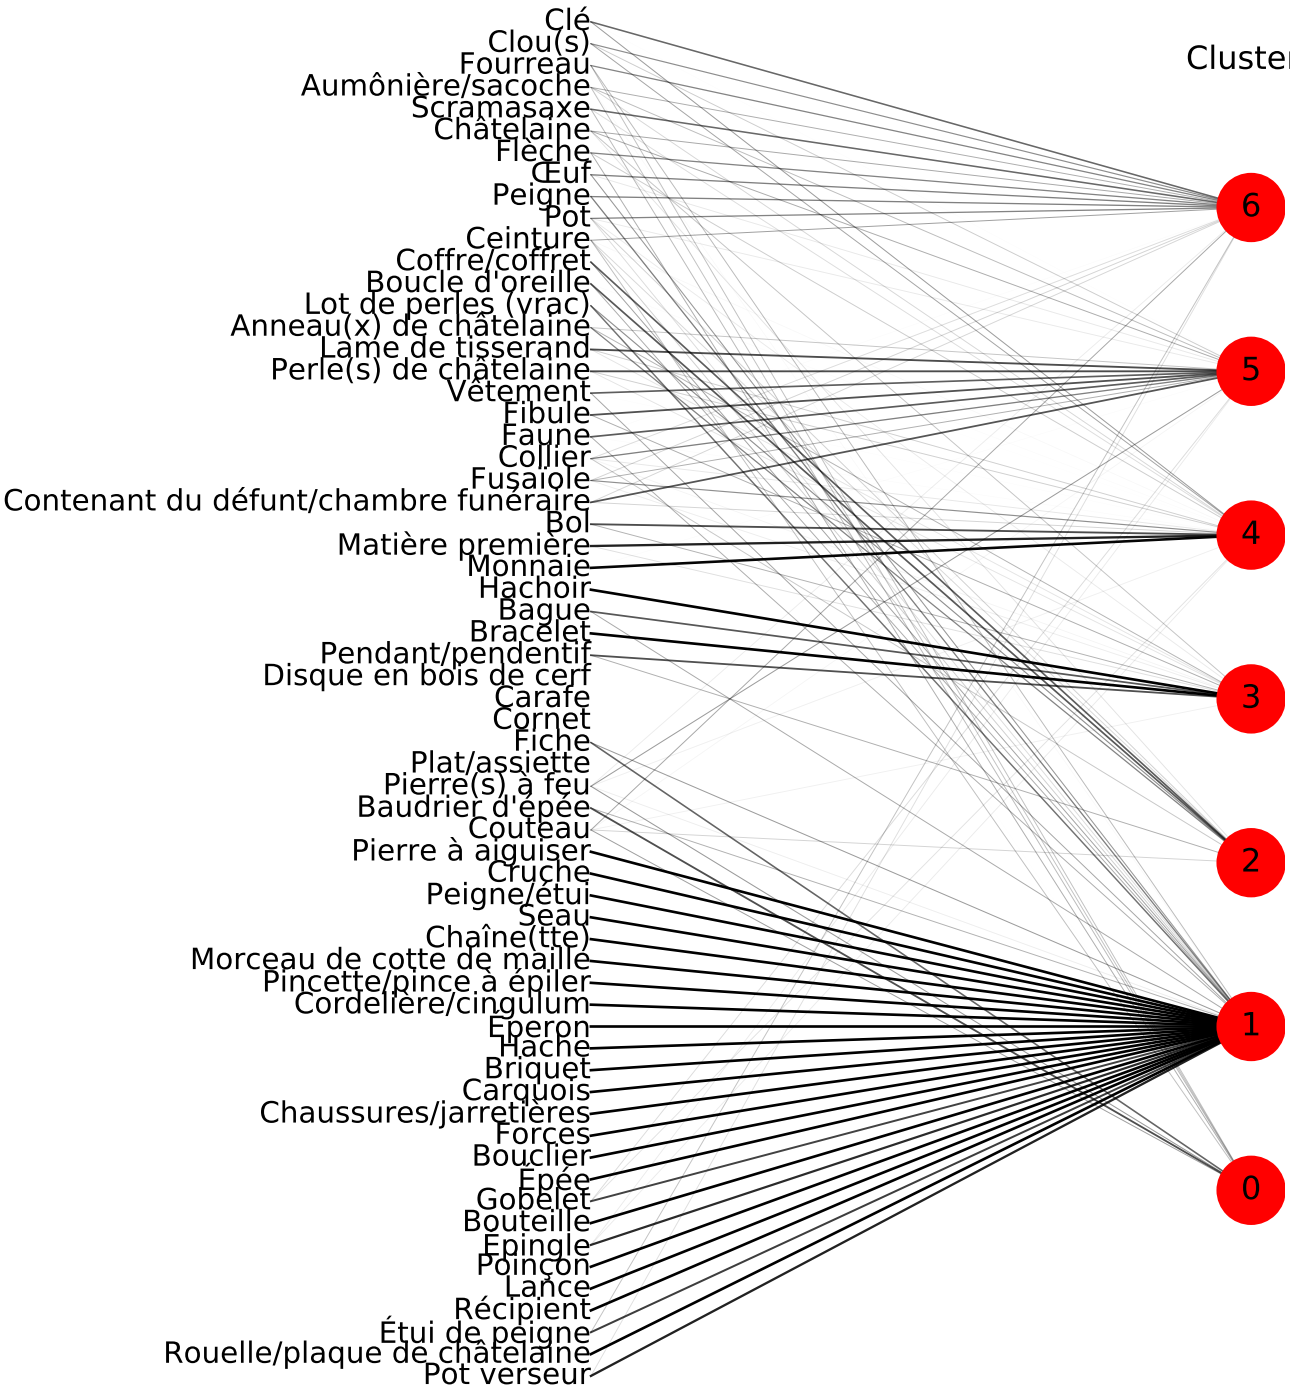 Clé
Clou(s)
Fourreau
Aumônière/sacoche
Scramasaxe
Châtelaine
Flèche
Œuf
Peigne
Pot
Ceinture
Coffre/coffret
Boucle d'oreille
Lot de perles (vrac)
Anneau(x) de châtelaine
Lame de tisserand
Perle(s) de châtelaine
Vêtement
Fibule
Faune
Collier
Fusaïole
Contenant du défunt/chambre funéraire
Bol
Matière première
Monnaie
Hachoir
Bague
Bracelet
Pendant/pendentif
Disque en bois de cerf
Carafe
Cornet
Fiche
Plat/assiette
Pierre(s) à feu
Baudrier d'épée
Couteau
Pierre à aiguiser
Cruche
Peigne/étui
Seau
Chaîne(tte)
Morceau de cotte de maille
Pincette/pince à épiler
Cordelière/cingulum
Éperon
Hache
Briquet
Carquois
Chaussures/jarretières
Forces
Bouclier
Épée
Gobelet
Bouteille
Épingle
Poinçon
Lance
Récipient
Étui de peigne
Rouelle/plaque de châtelaine
Pot verseur
Cluster
6
5
4
3
2
1
0